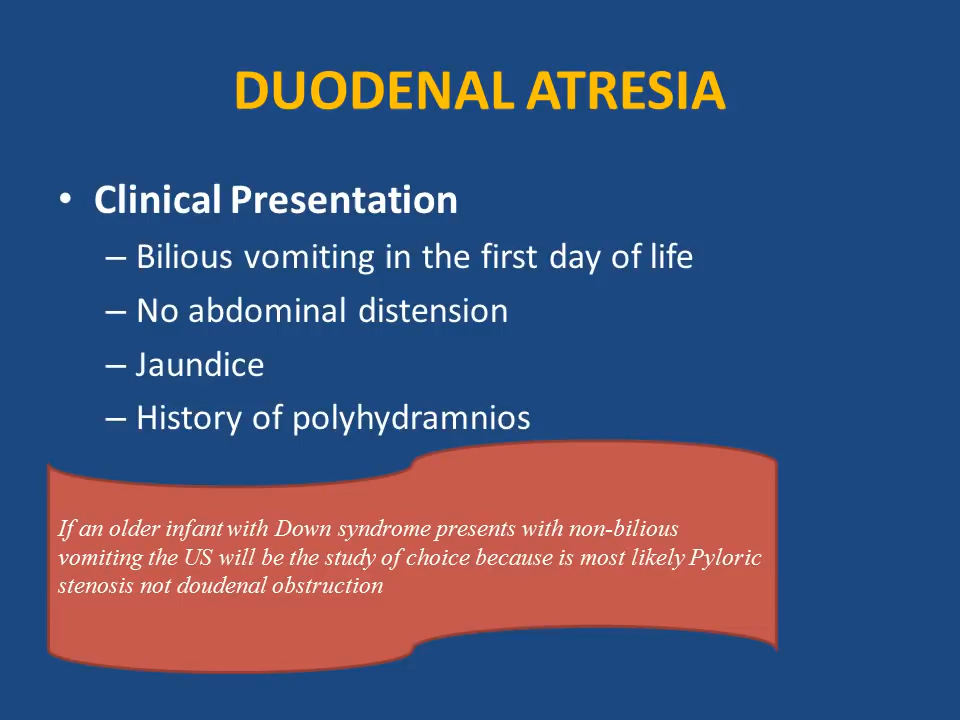 DUODENAL ATRESIA
• Clinical Presentation
– Bilious vomiting in the first day of life
– No abdominal distension
– Jaundice
– History of polyhydramnios
If an older infant with Down syndrome presents with non-bilious
vomiting the US will be the study of choice because is most likely Pyloric
stenosis not doudenal obstruction